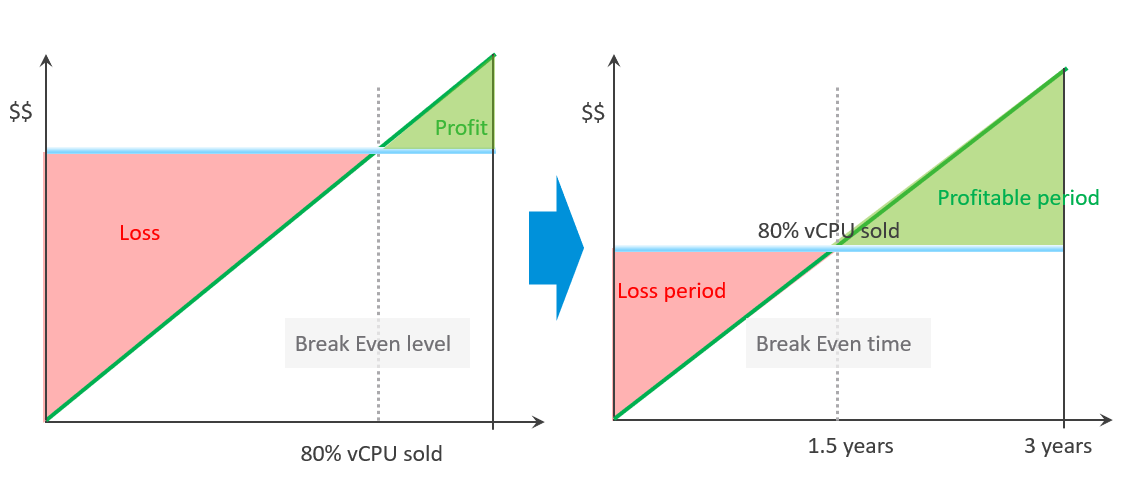 $$
Profit
Loss
Break Even level
80% vCPU sold
$$
Profitable period
80% vCPU sold
Loss period
Break Even time
1.5 years
3 years